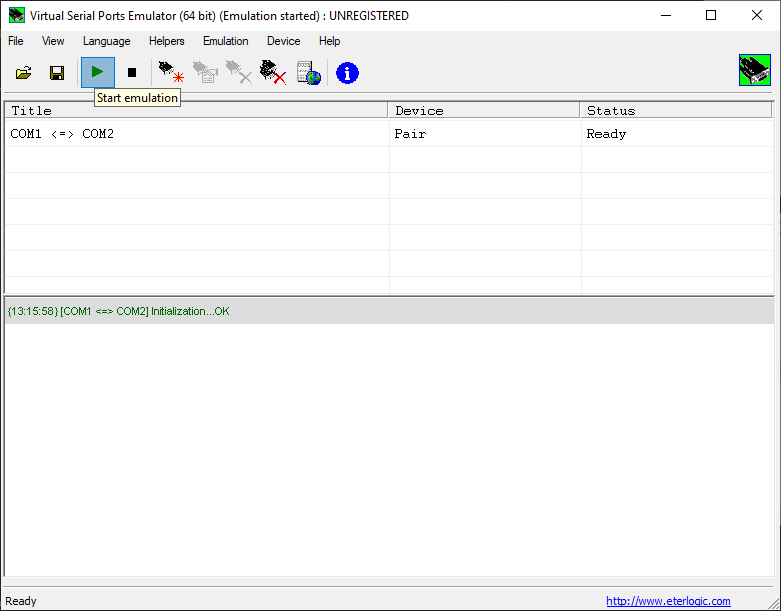 Virtual Serial Ports Emulator (64 bit) (Emulation started) : UNREGISTERED
File View Language Helpers Emulation Device Help
Start emulation
Title Device Status
COM1 <=> COM2 Pair Ready
{13:15:58} [COM1 <=> COM2] Initialization...OK
Ready http://www.eterlogic.com